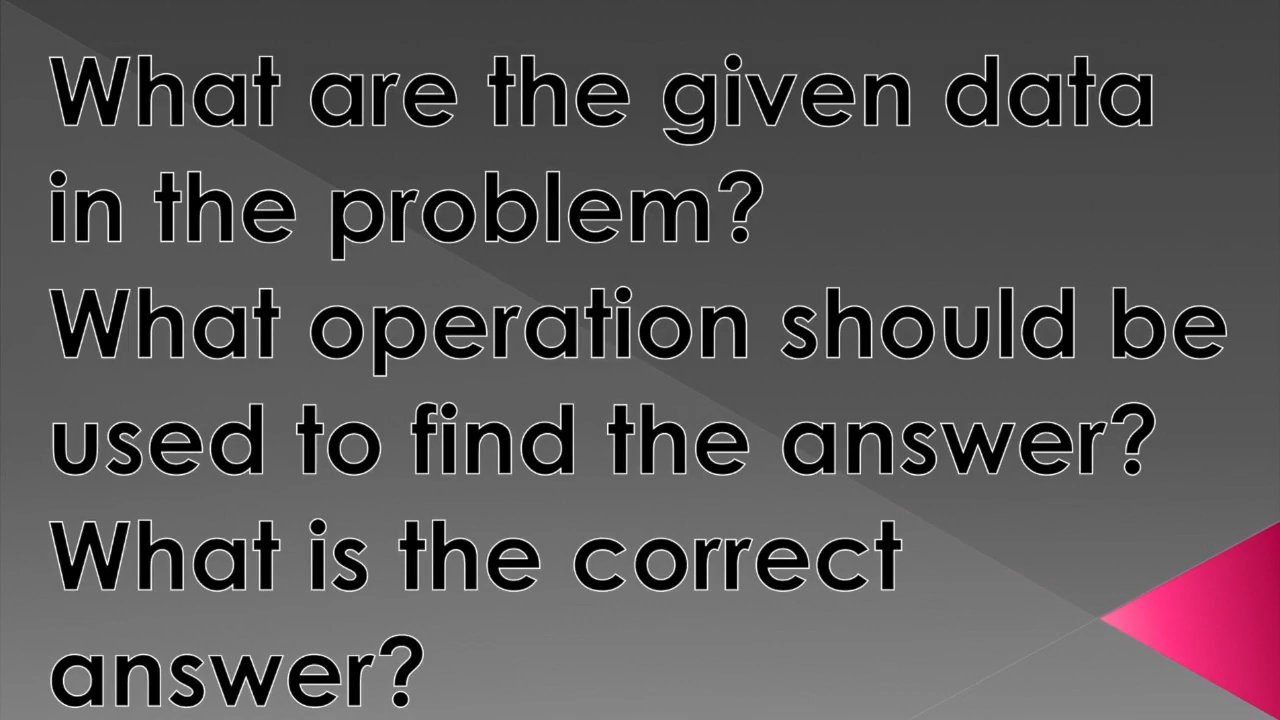 What are the given data
in the problem?
What operation should be
used to find the answer?
What is the correct
answer?